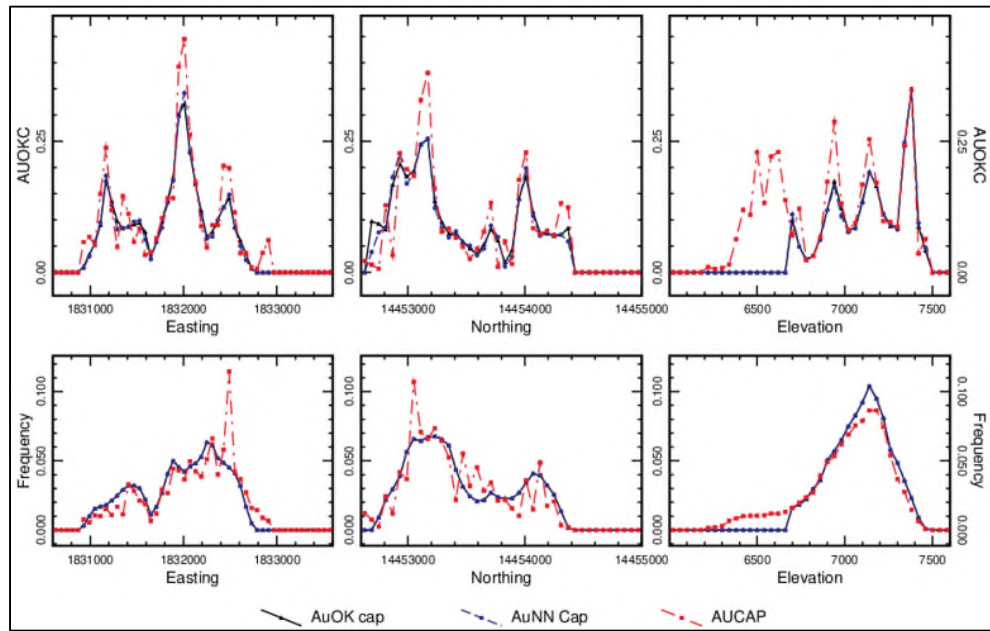 AUOKC
0.25
0.00
1831000 1832000 1833000
Easting
14453000 14454000 14455000
Northing
AUOKC
0.25
0.00
6500 7000 7500
Elevation
Frequency
0.100
0.050
0.000
1831000 1832000 1833000
Easting
14453000 14454000 14455000
Northing
Frequency
0.100
0.050
0.000
6500 7000 7500
Elevation
AuOK cap AuNN Cap AUCAP